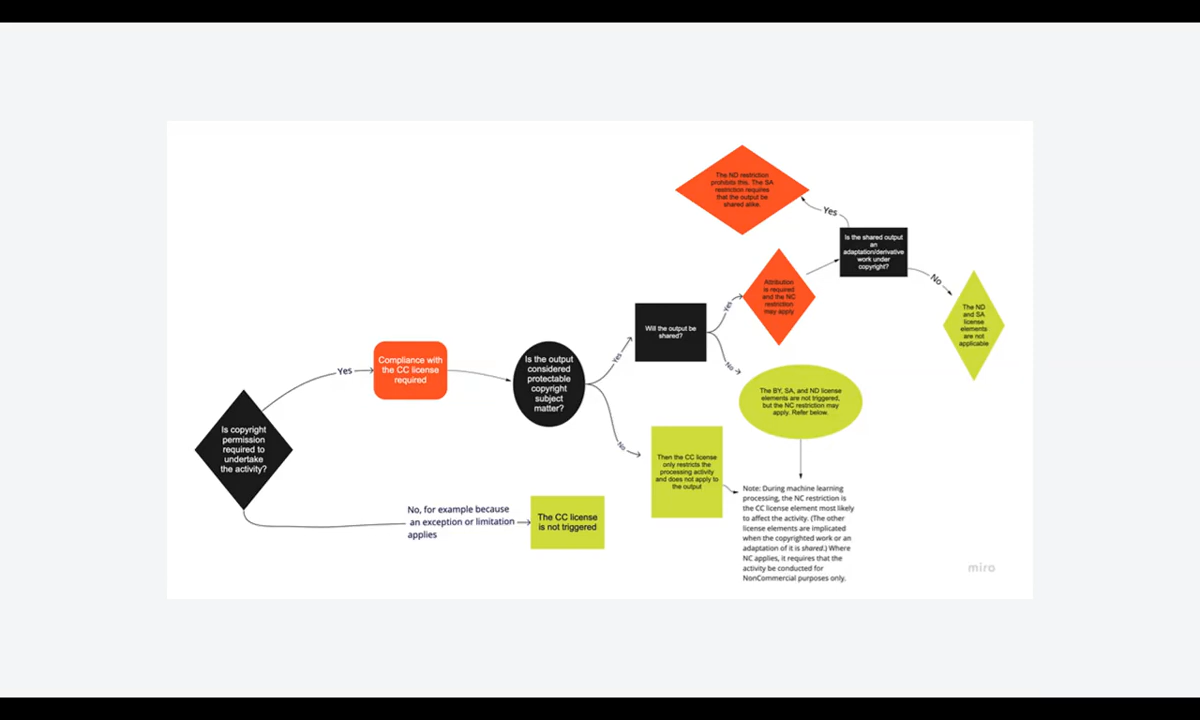 Is copyright
permission
required to
undertake
the activity?
Yes
Compliance with
the CC license
required
No, for example because
an exception or limitation
applies
The CC license
is not triggered
Is the output
considered
protectable
copyright
subject
matter?
Yes
Will the output be
shared?
Yes
Attribution
is required
and the NC
restriction
may apply
Is the shared output
an
adaptation/derivative
work under
copyright?
Yes
The ND restriction
prohibits this. The SA
restriction requires
that the output be
shared alike.
No
The ND
and SA
license
elements
are not
applicable
No
The BY, SA, and ND license
elements are not triggered,
but the NC restriction may
apply. Refer below.
No
Then the CC license
only restricts the
processing activity
and does not apply to
the output
Note: During machine learning
processing, the NC restriction is
the CC license element most likely
to affect the activity. (The other
license elements are implicated
when the copyrighted work or an
adaptation of it is shared.) Where
NC applies, it requires that the
activity be conducted for
NonCommercial purposes only.
miro